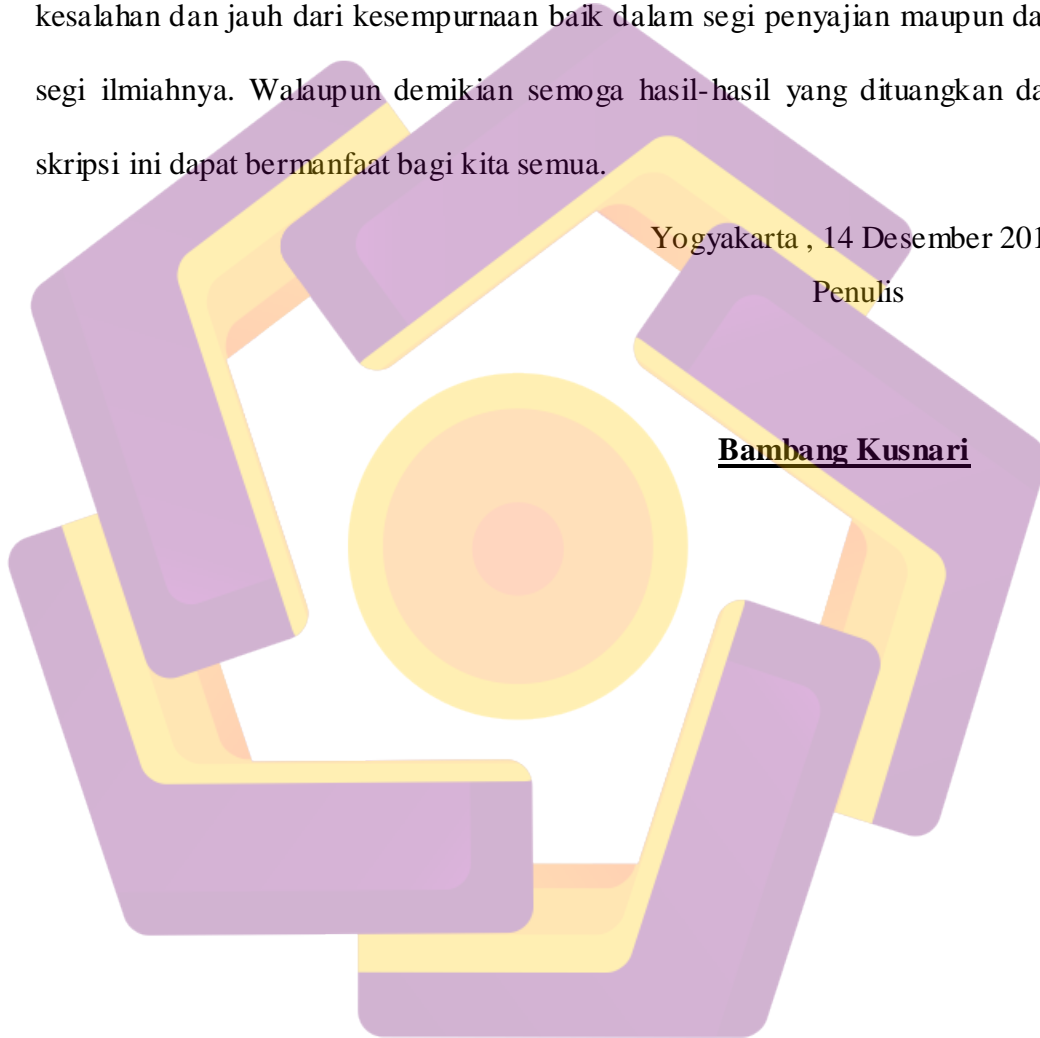 kesalahan dan jauh dari kesempurnaan baik dalam segi penyajian maupun da
segi ilmiahnya. Walaupun demikian semoga hasil-hasil yang dituangkan da
skripsi ini dapat bermanfaat bagi kita semua.
Yogyakarta , 14 Desember 201
Penulis
Bambang Kusnari